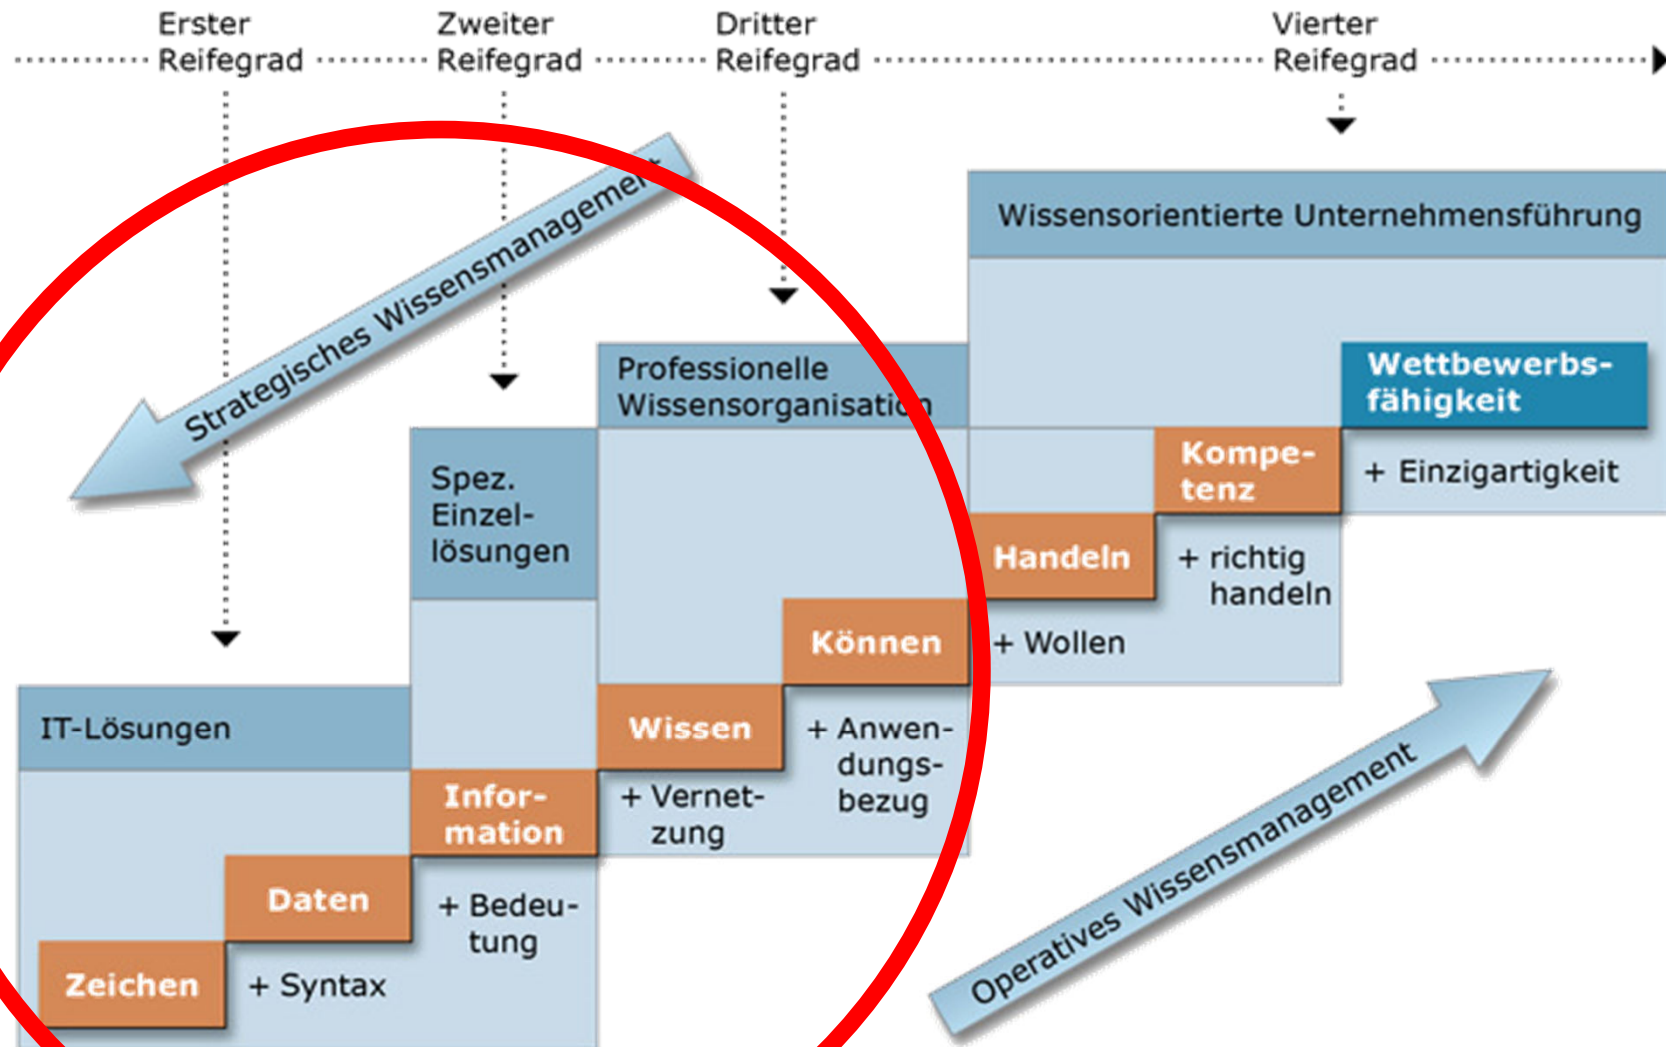 Erster
Reifegrad
Zweiter
Reifegrad
Dritter
Reifegrad
Vierter
Reifegrad
Strategisches Wissensmanagement
Wissensorientierte Unternehmensführung
Professionelle
Wissensorganisation
Wettbewerbs-
fähigkeit
Spez.
Einzel-
lösungen
Kompe-
tenz
+ Einzigartigkeit
Handeln
+ richtig
handeln
Können
+ Wollen
IT-Lösungen
Wissen
+ Anwen-
dungs-
bezug
Infor-
mation
+ Vernet-
zung
Daten
+ Bedeu-
tung
Zeichen
+ Syntax
Operatives Wissensmanagement